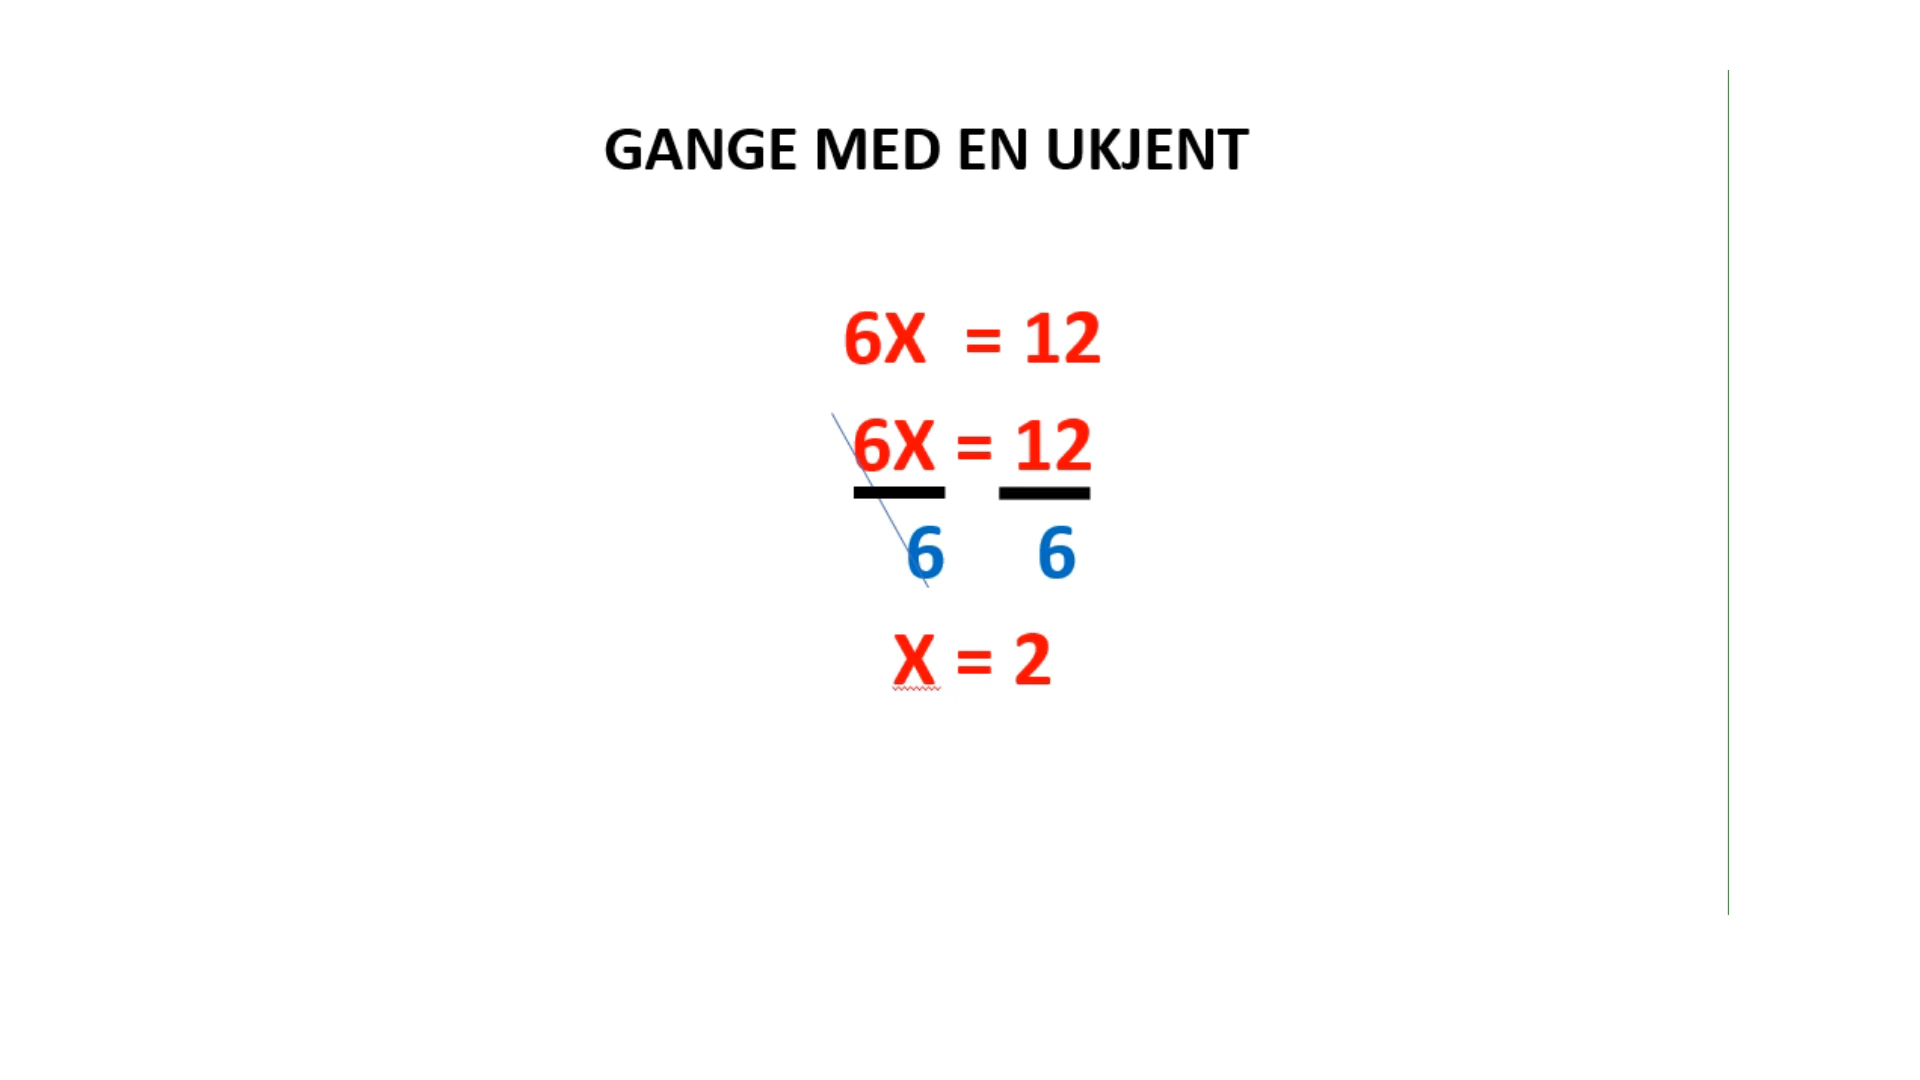 GANGE MED EN UKJENT
6X = 12
6X = 12
6 6
X = 2